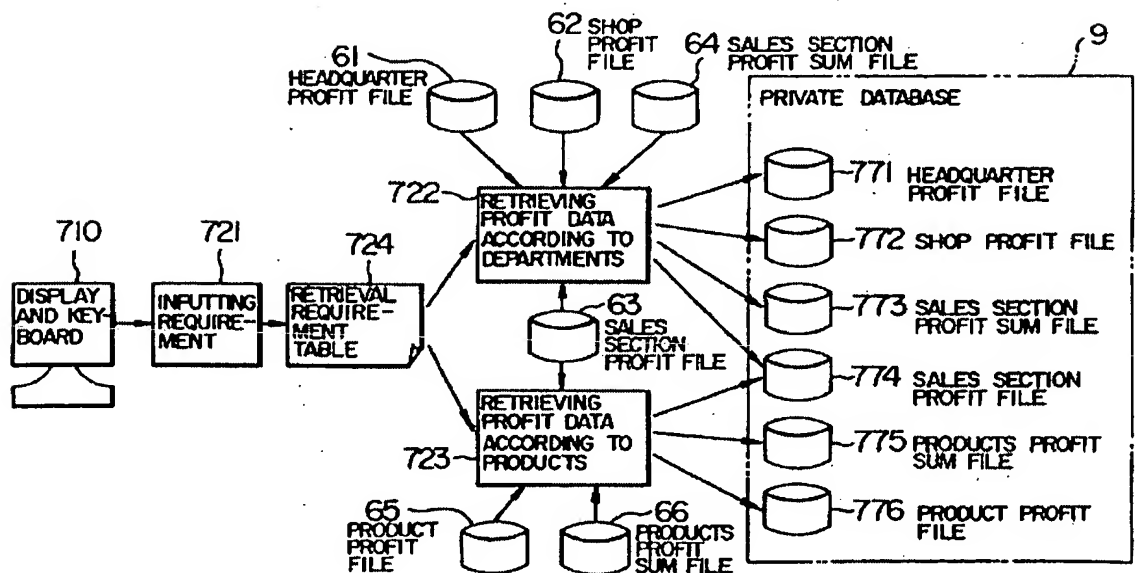 62 SHOP
PROFIT
FILE
61
HEADQUARTER
PROFIT FILE
64 SALES SECTION
PROFIT SUM FILE
9
PRIVATE DATABASE
771 HEADQUARTER
PROFIT FILE
722
RETRIEVING
PROFIT DATA
ACCORDING TO
DEPARTMENTS
772 SHOP PROFIT FILE
710
DISPLAY
AND KEY-
BOARD
721
INPUTTING
REQUIRE-
MENT
724
RETRIEVAL
REQUIRE-
MENT
TABLE
63
SALES
SECTION
PROFIT FILE
773 SALES SECTION
PROFIT SUM FILE
774 SALES SECTION
PROFIT FILE
723
RETRIEVING
PROFIT DATA
ACCORDING TO
PRODUCTS
775 PRODUCTS PROFIT
SUM FILE
65
PRODUCT
PROFIT
FILE
66
PRODUCTS
PROFIT
SUM FILE
776 PRODUCT PROFIT
FILE